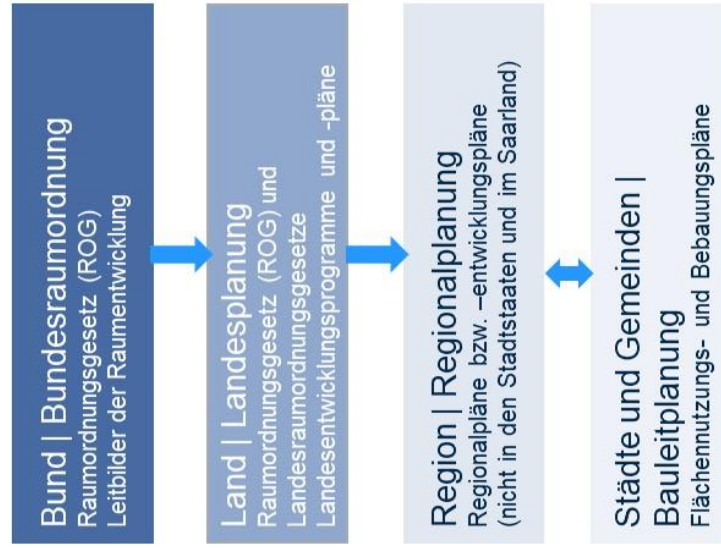 Bund | Bundesraumordnung
Raumordnungsgesetz (ROG)
Leitbilder der Raumentwicklung
Land | Landesplanung
Raumordnungsgesetz (ROG) und
Landesraumordnungsgesetze
Landesentwicklungsprogramme und -pläne
Region | Regionalplanung
Regionalpläne bzw. –entwicklungspläne
(nicht in den Stadtstaaten und im Saarland)
Städte und Gemeinden |
Bauleitplanung
Flächennutzungs- und Bebauungspläne